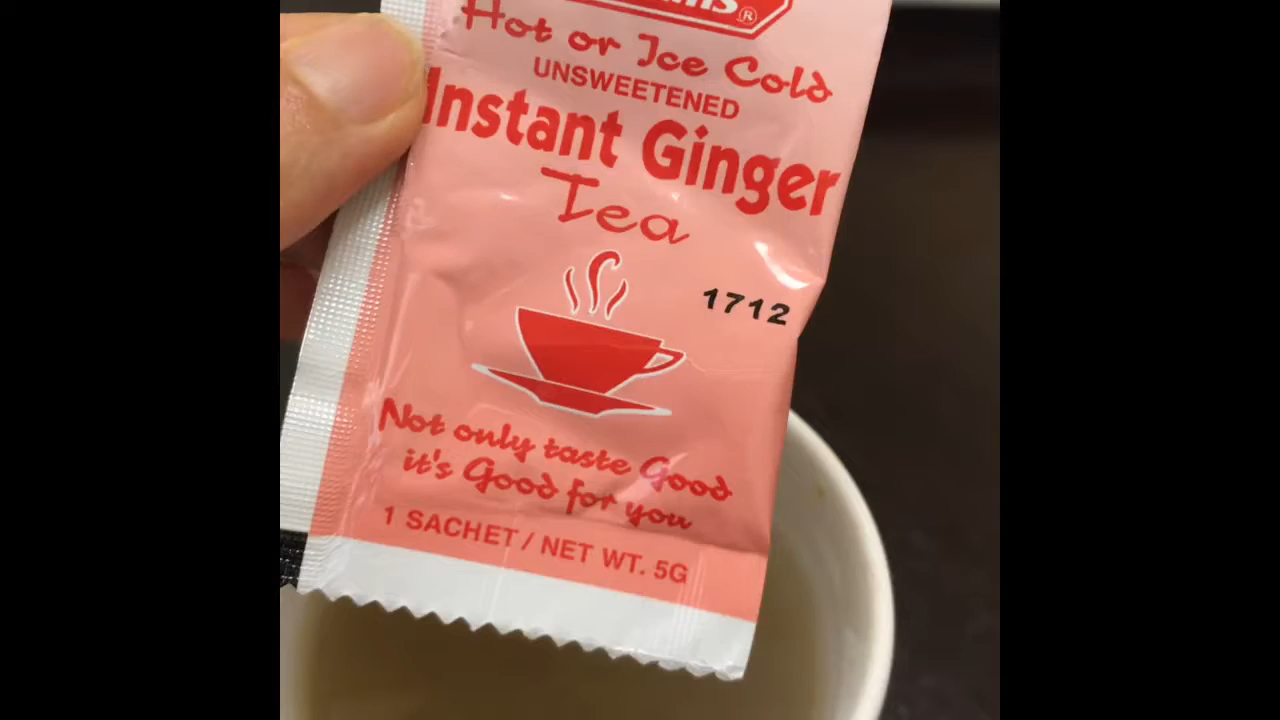 Hot or Ice Cold
UNSWEETENED
Instant Ginger
Tea
1712
Not only taste Good
it's Good for you
1 SACHET / NET WT. 5G